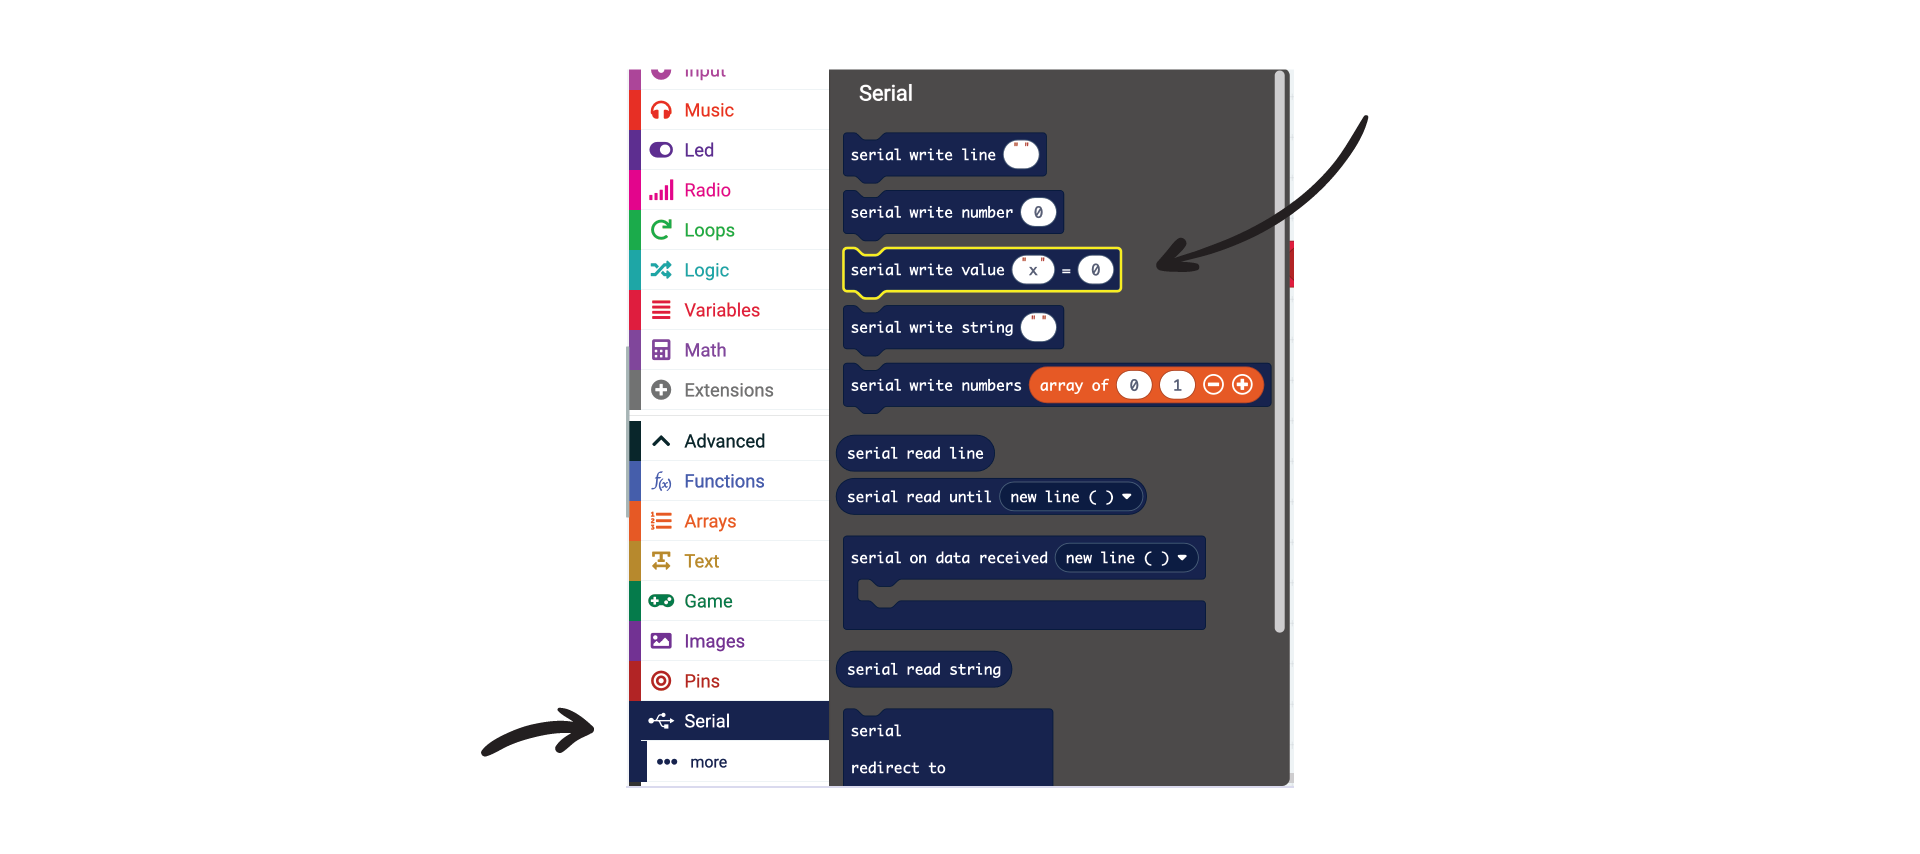 Input
Music
Led
Radio
Loops
Logic
Variables
Math
Extensions
Advanced
f(x) Functions
Arrays
Text
Game
Images
Pins
Serial
more
Serial
serial write line " "
serial write number 0
serial write value "x" = 0
serial write string " "
serial write numbers array of 0 1
serial read line
serial read until new line ( )
serial on data received new line ( )
serial read string
serial
redirect to